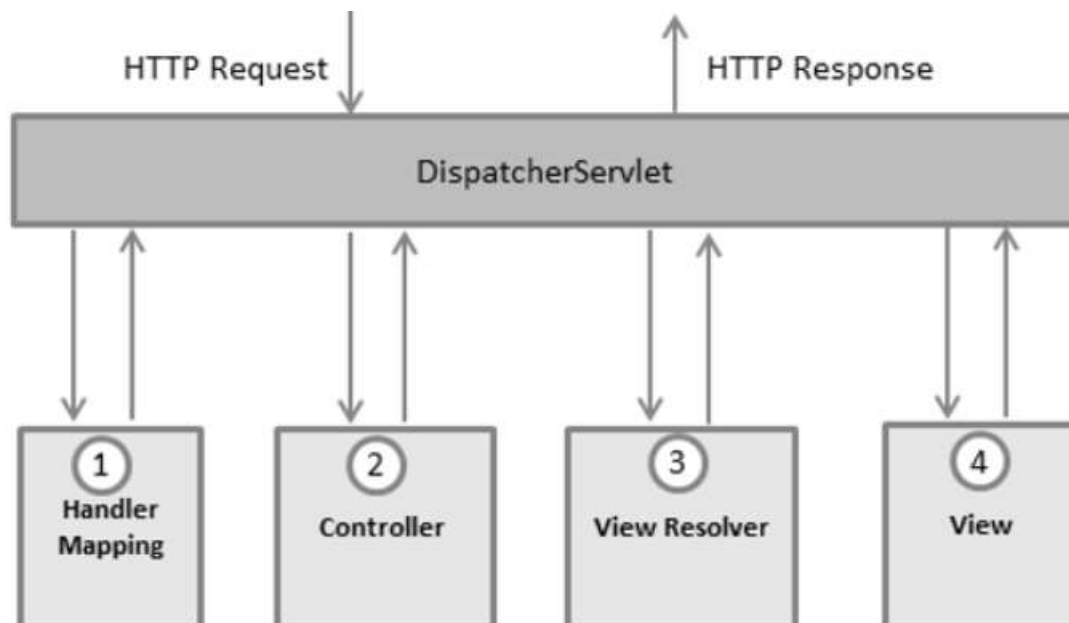 HTTP Request
HTTP Response
DispatcherServlet
1
Handler
Mapping
2
Controller
3
View Resolver
4
View